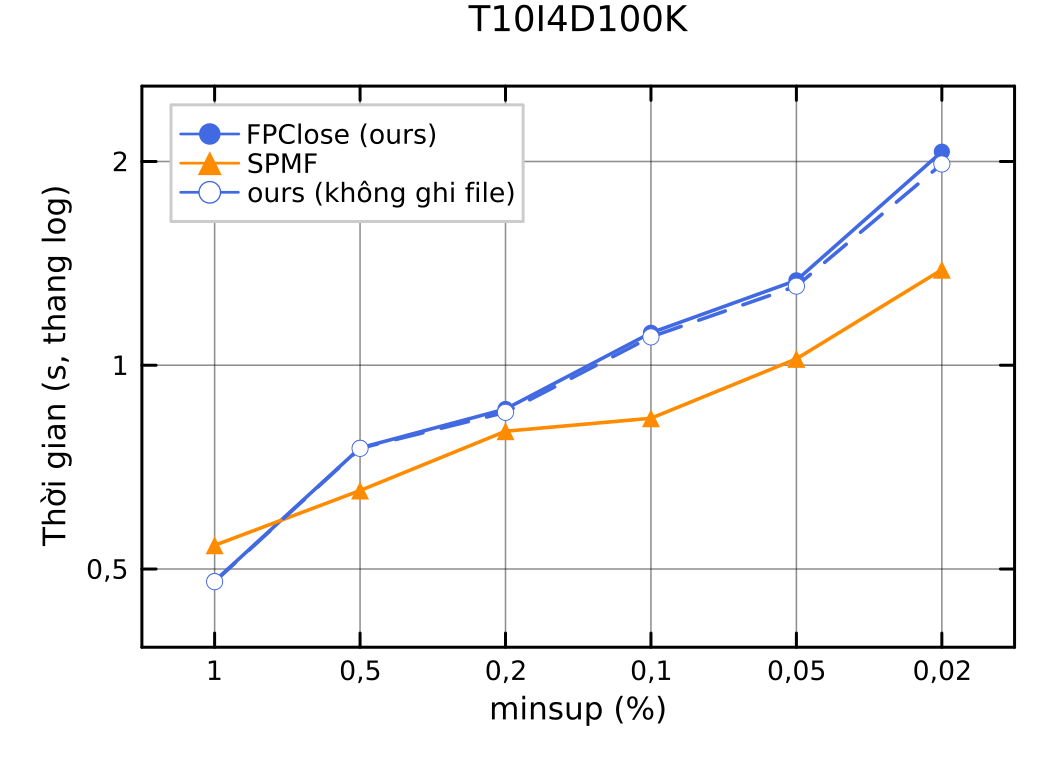 T10I4D100K
FPClose (ours)
SPMF
ours (không ghi file)
Thời gian (s, thang log)
2
1
0,5
1
0,5
0,2
0,1
0,05
0,02
minsup (%)